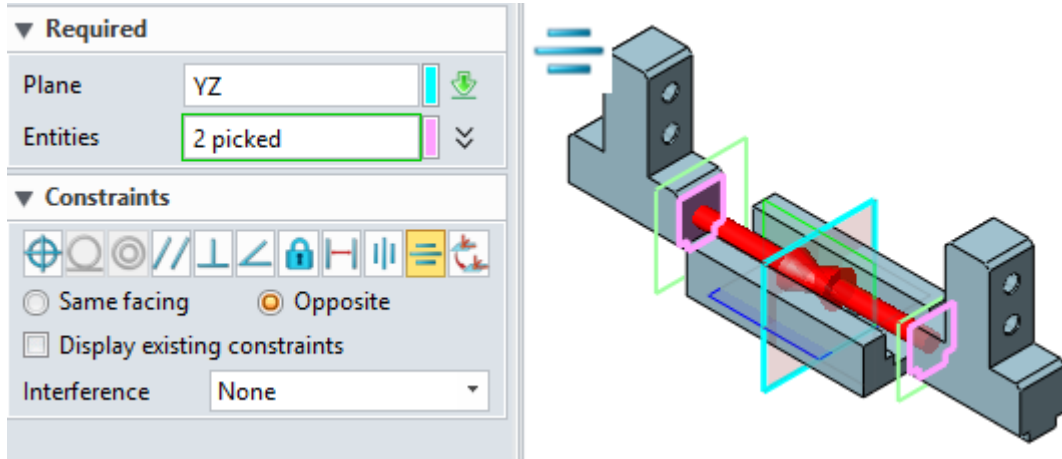 Required
Plane YZ
Entities 2 picked
Constraints
Same facing Opposite
Display existing constraints
Interference None